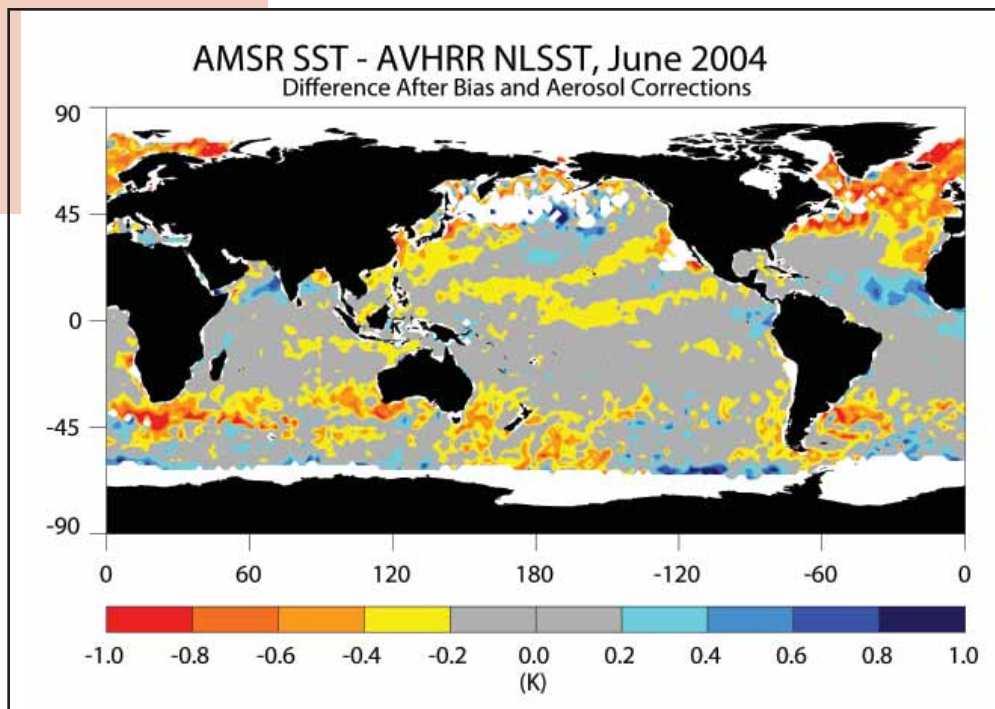 AMSR SST - AVHRR NLSST, June 2004
Difference After Bias and Aerosol Corrections
90
45
0
-45
-90
0 60 120 180 -120 -60 0
-1.0 -0.8 -0.6 -0.4 -0.2 0.0 0.2 0.4 0.6 0.8 1.0
(K)